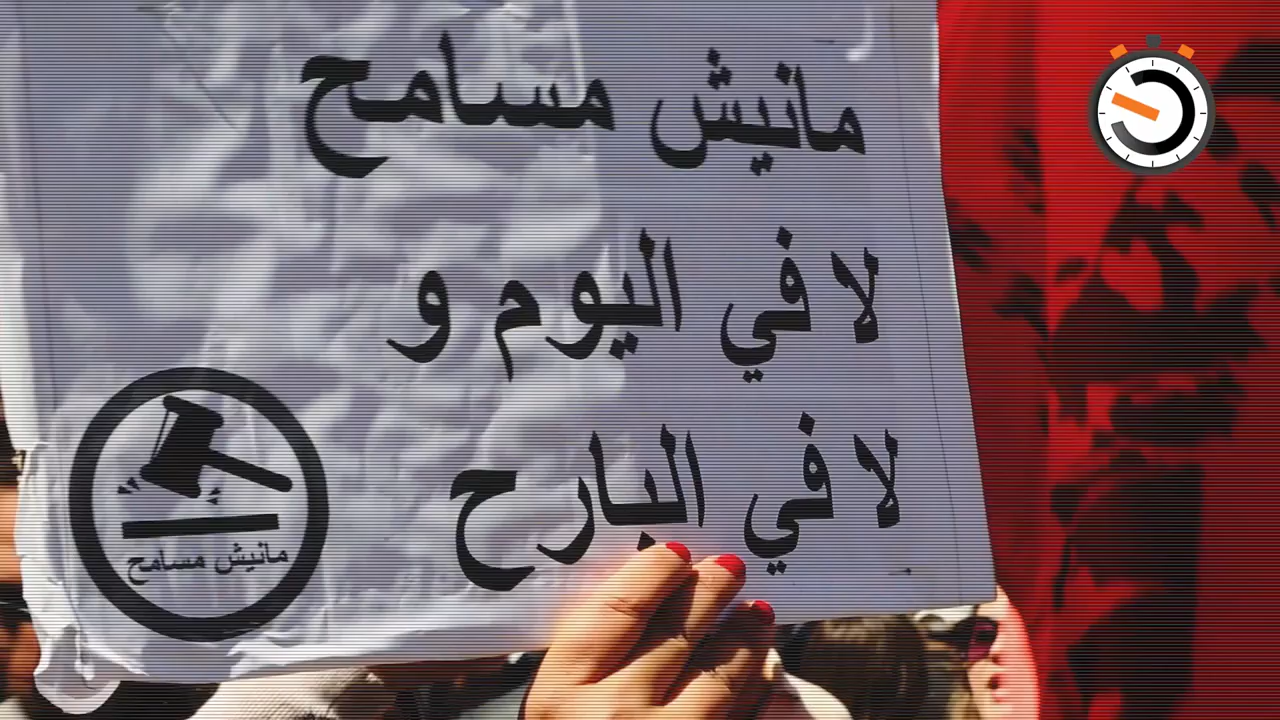 مانيش مسامح
لا في اليوم و
لا في البارح
مانيش مسامح